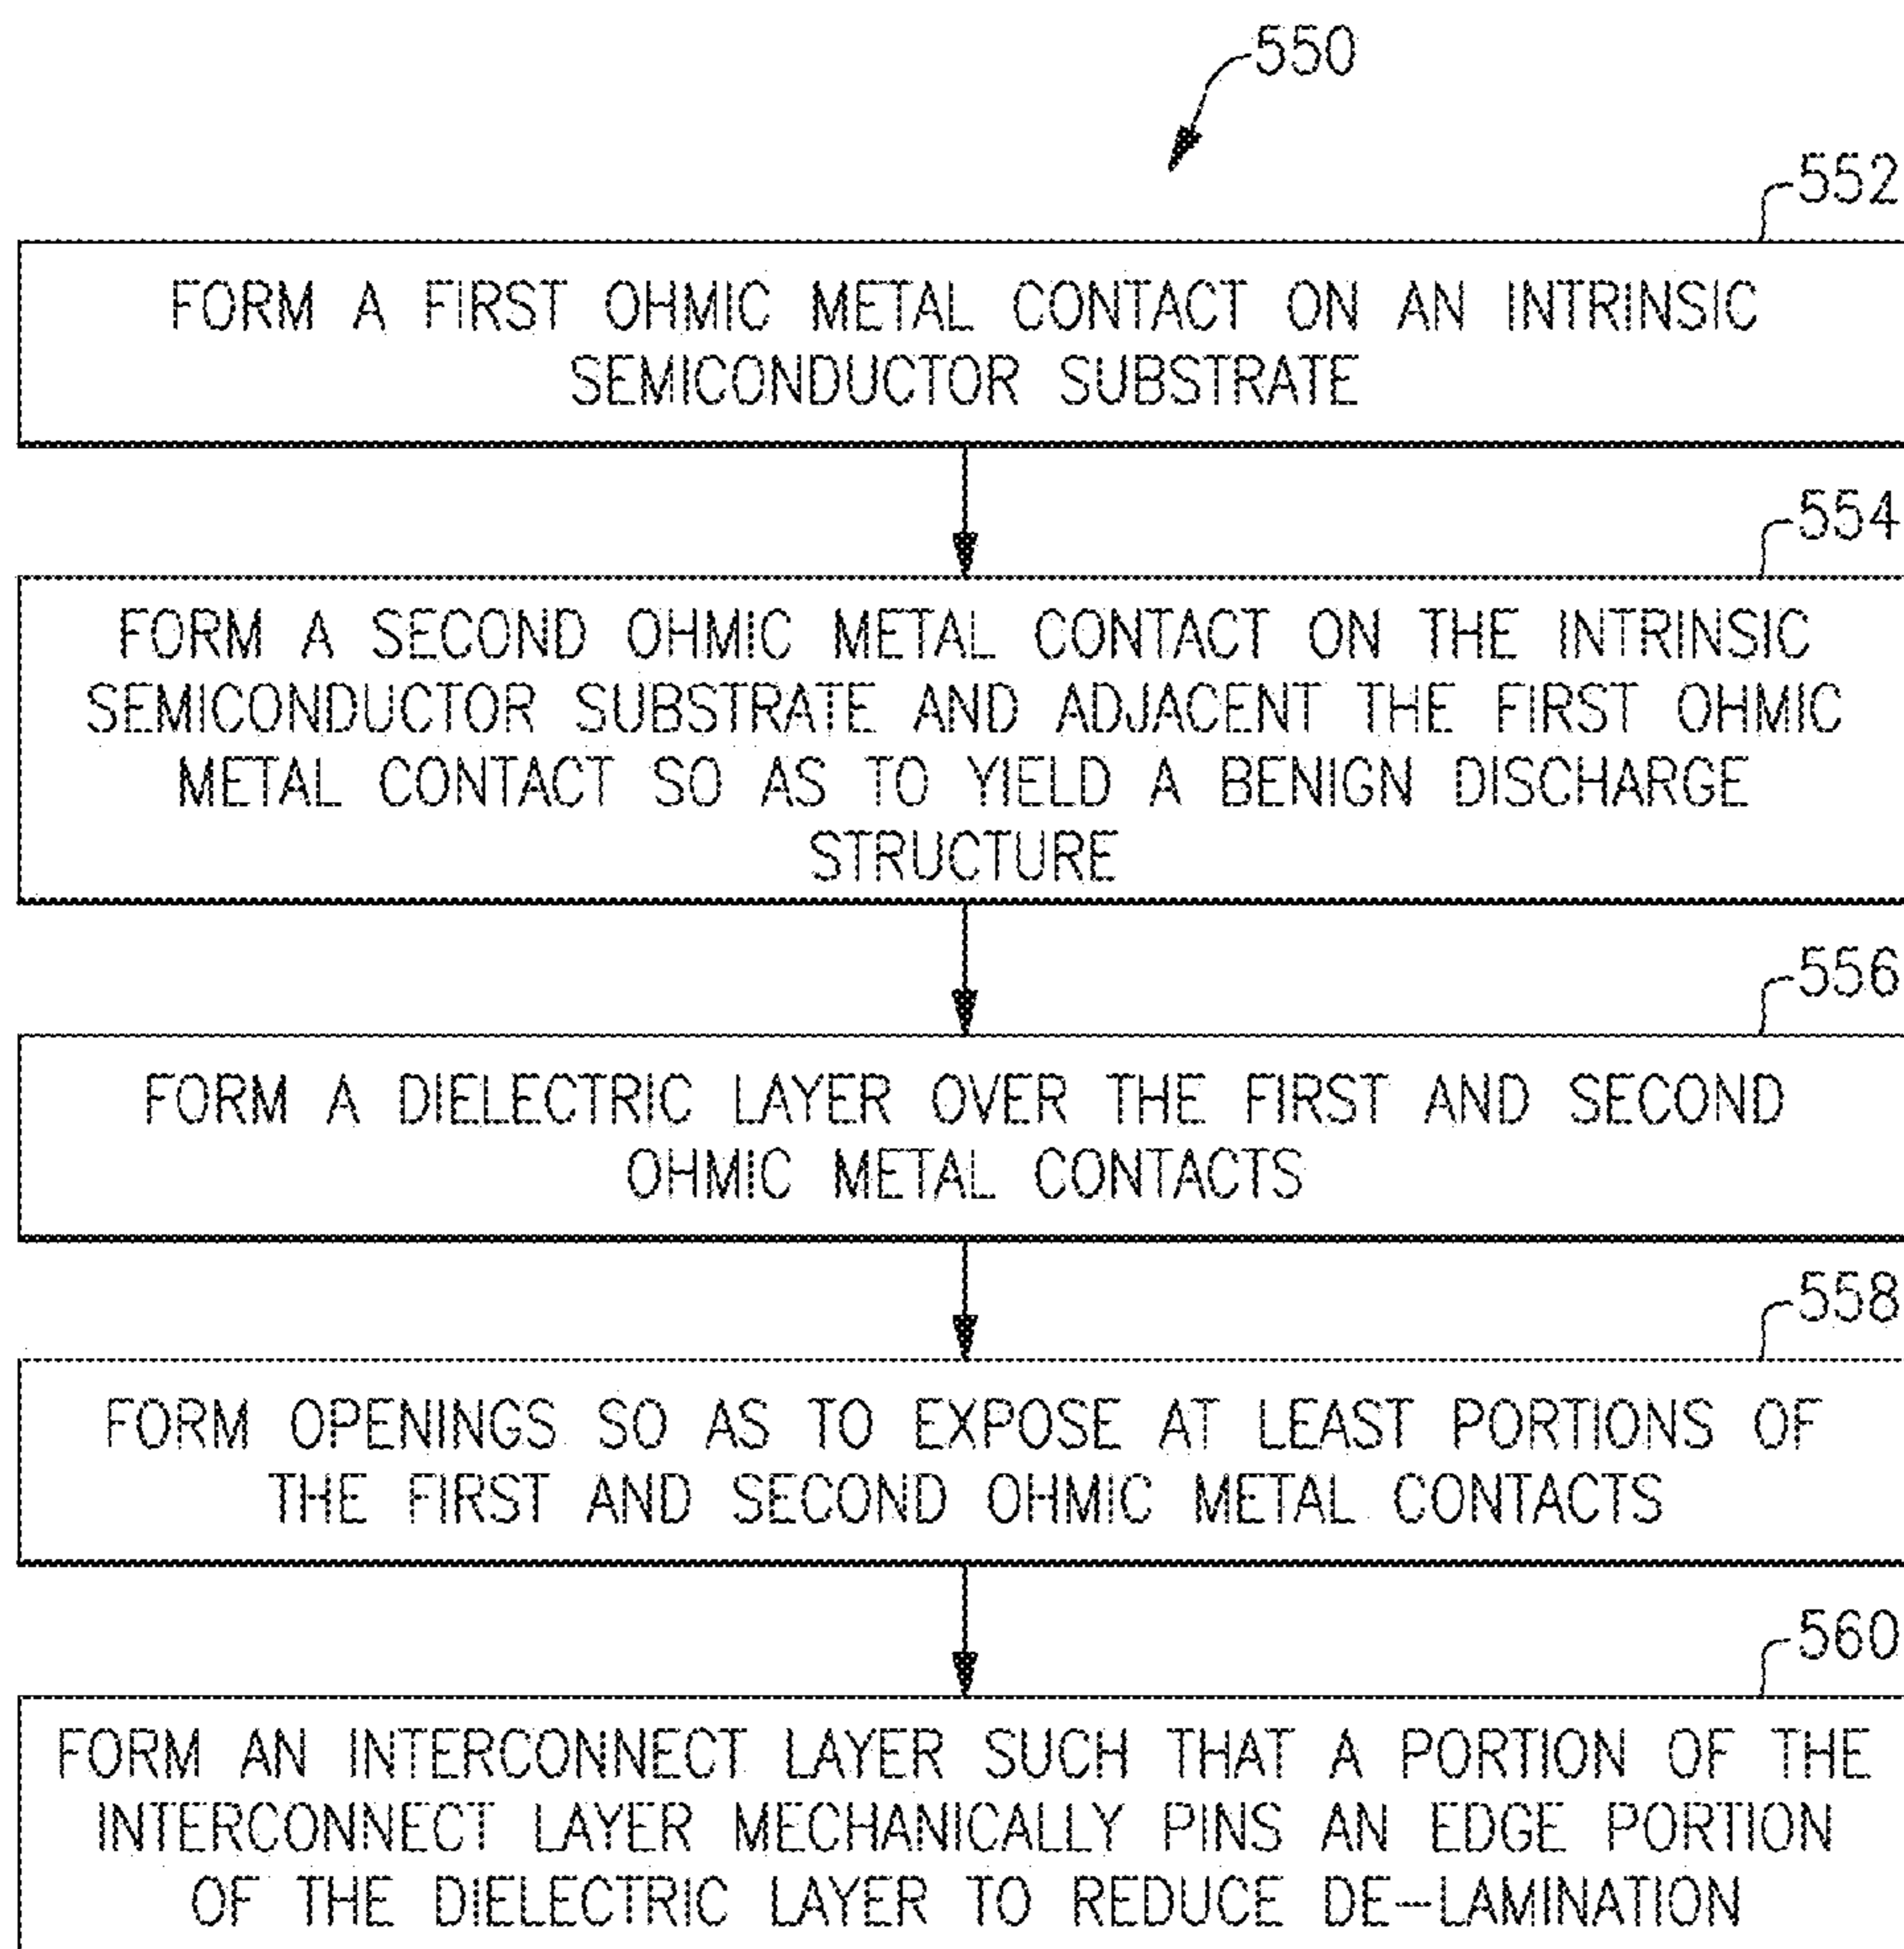 550
552
FORM A FIRST OHMIC METAL CONTACT ON AN INTRINSIC
SEMICONDUCTOR SUBSTRATE
554
FORM A SECOND OHMIC METAL CONTACT ON THE INTRINSIC
SEMICONDUCTOR SUBSTRATE AND ADJACENT THE FIRST OHMIC
METAL CONTACT SO AS TO YIELD A BENIGN DISCHARGE
STRUCTURE
556
FORM A DIELECTRIC LAYER OVER THE FIRST AND SECOND
OHMIC METAL CONTACTS
558
FORM OPENINGS SO AS TO EXPOSE AT LEAST PORTIONS OF
THE FIRST AND SECOND OHMIC METAL CONTACTS
560
FORM AN INTERCONNECT LAYER SUCH THAT A PORTION OF THE
INTERCONNECT LAYER MECHANICALLY PINS AN EDGE PORTION
OF THE DIELECTRIC LAYER TO REDUCE DE-LAMINATION